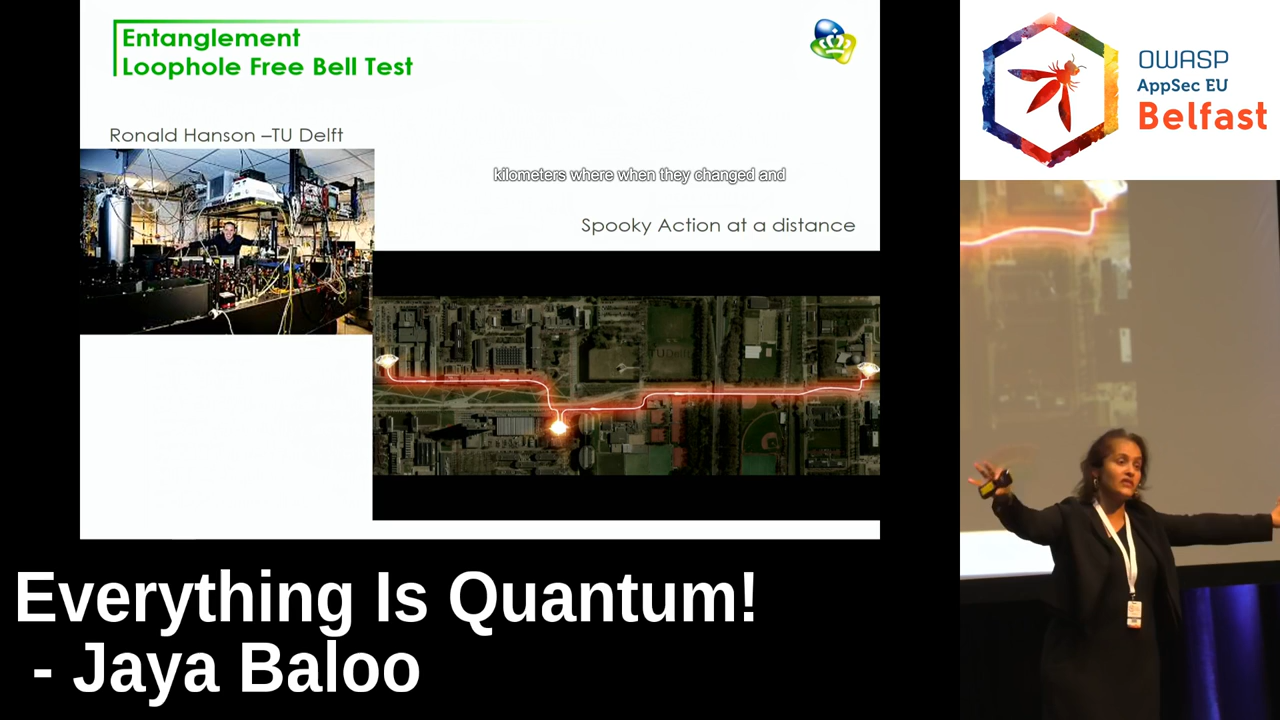 Entanglement
Loophole Free Bell Test
Ronald Hanson –TU Delft
kilometers where when they changed and
Spooky Action at a distance
OWASP
AppSec EU
Belfast
Everything Is Quantum!
- Jaya Baloo